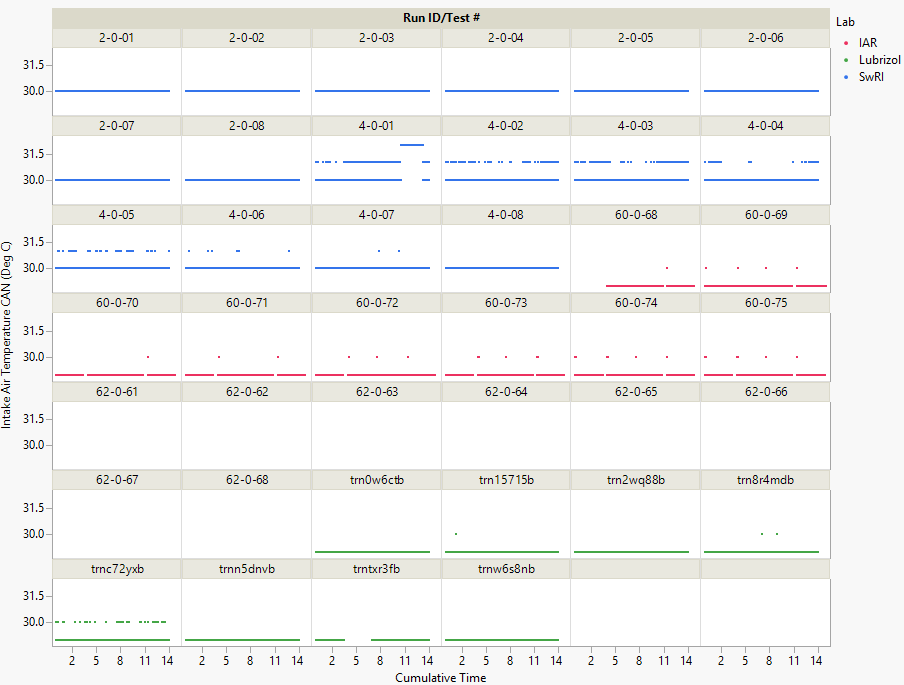 Run ID/Test #
Lab
IAR
Lubrizol
SwRI
2-0-01 2-0-02 2-0-03 2-0-04 2-0-05 2-0-06
31.5
30.0
2-0-07 2-0-08 4-0-01 4-0-02 4-0-03 4-0-04
31.5
30.0
4-0-05 4-0-06 4-0-07 4-0-08 60-0-68 60-0-69
31.5
30.0
60-0-70 60-0-71 60-0-72 60-0-73 60-0-74 60-0-75
31.5
30.0
62-0-61 62-0-62 62-0-63 62-0-64 62-0-65 62-0-66
31.5
30.0
62-0-67 62-0-68 trn0w6ctb trn15715b trn2wq88b trn8r4mdb
31.5
30.0
trnc72yxb trnn5dnvb trntxr3fb trnw6s8nb
31.5
30.0
2 5 8 11 14 2 5 8 11 14 2 5 8 11 14 2 5 8 11 14 2 5 8 11 14 2 5 8 11 14
Cumulative Time
Intake Air Temperature CAN (Deg C)